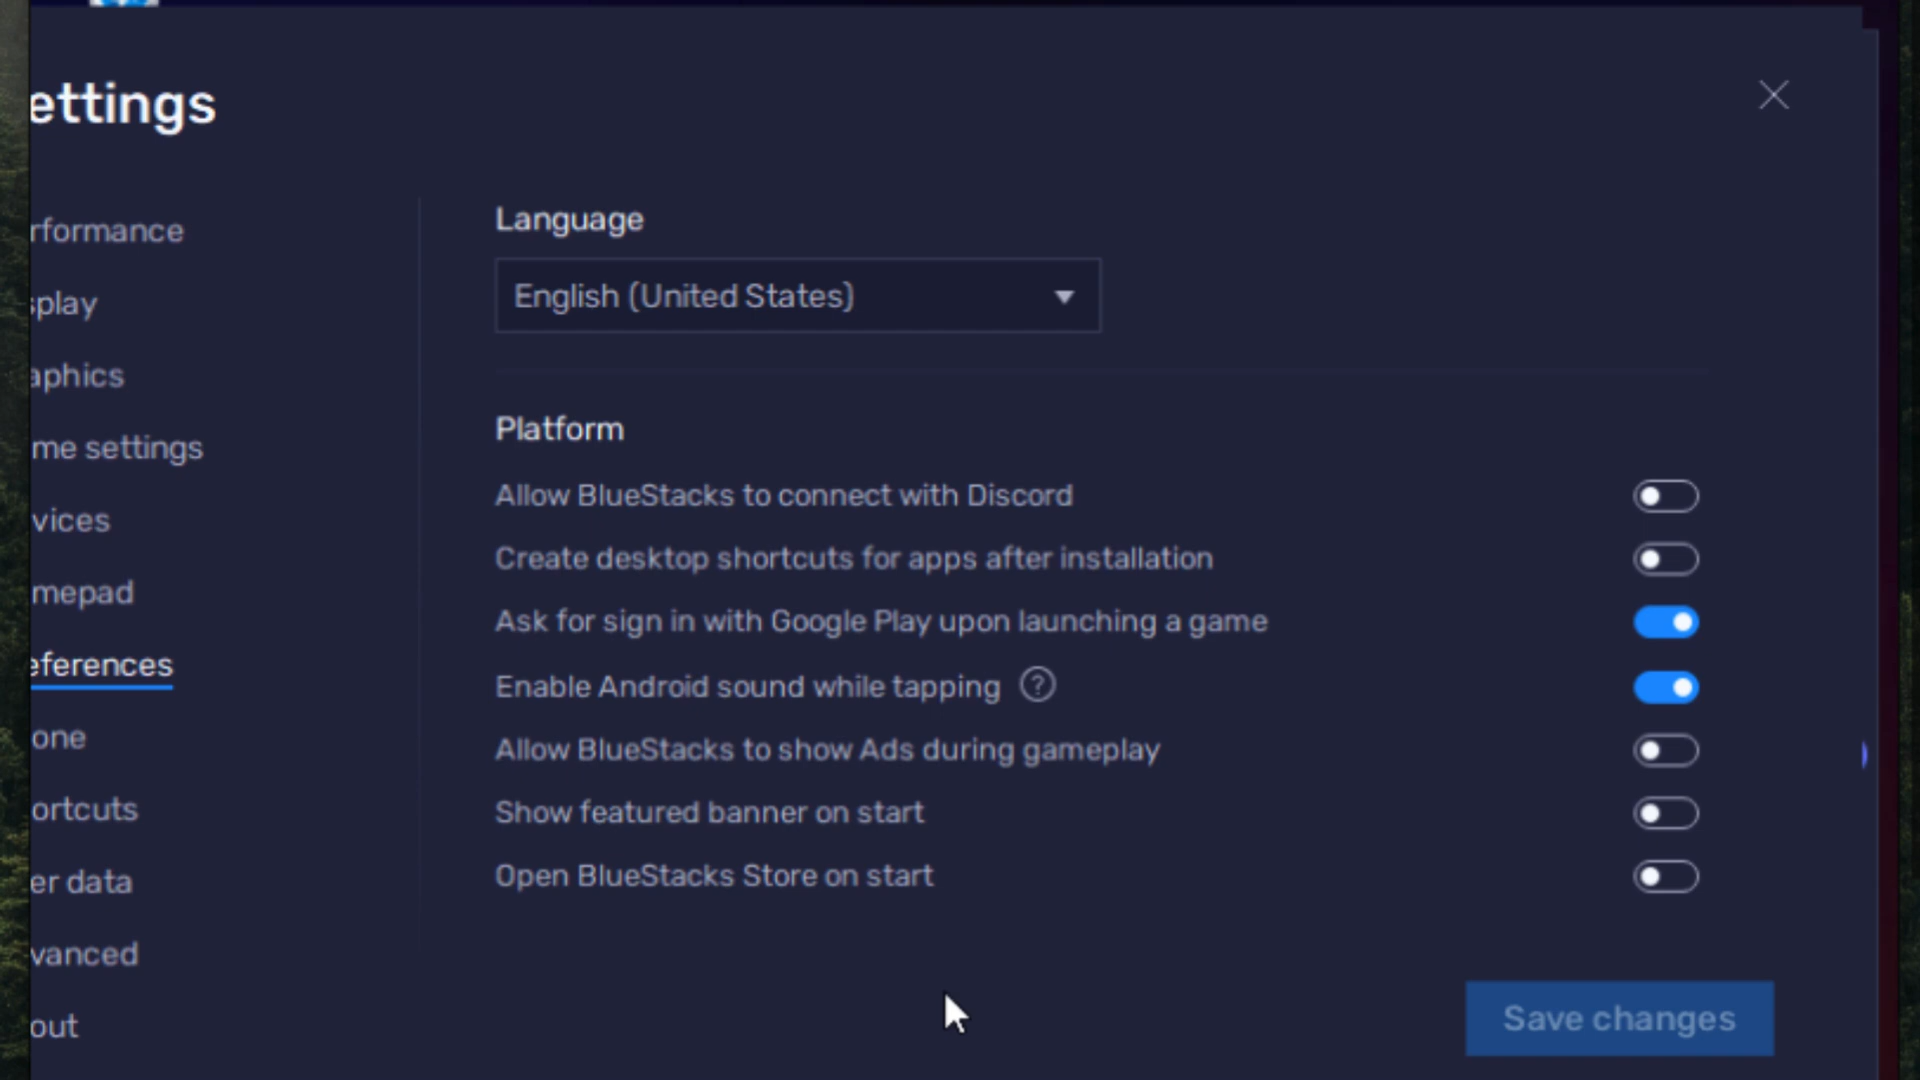 ettings
rformance
splay
aphics
me settings
vices
mepad
eferences
one
ortcuts
er data
vanced
out
Language
English (United States)
Platform
Allow BlueStacks to connect with Discord
Create desktop shortcuts for apps after installation
Ask for sign in with Google Play upon launching a game
Enable Android sound while tapping ?
Allow BlueStacks to show Ads during gameplay
Show featured banner on start
Open BlueStacks Store on start
Save changes